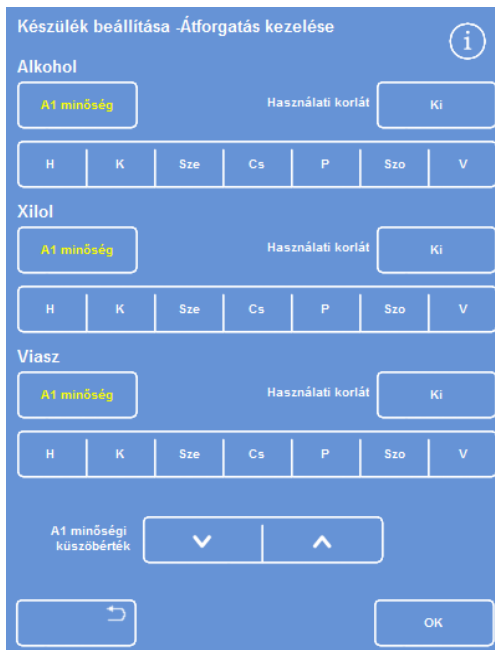 Készülék beállítása -Átforgatás kezelése
i
Alkohol
A1 minőség Használati korlát Ki
H K Sze Cs P Szo V
Xilol
A1 minőség Használati korlát Ki
H K Sze Cs P Szo V
Viasz
A1 minőség Használati korlát Ki
H K Sze Cs P Szo V
A1 minőségi
küszöbérték
OK